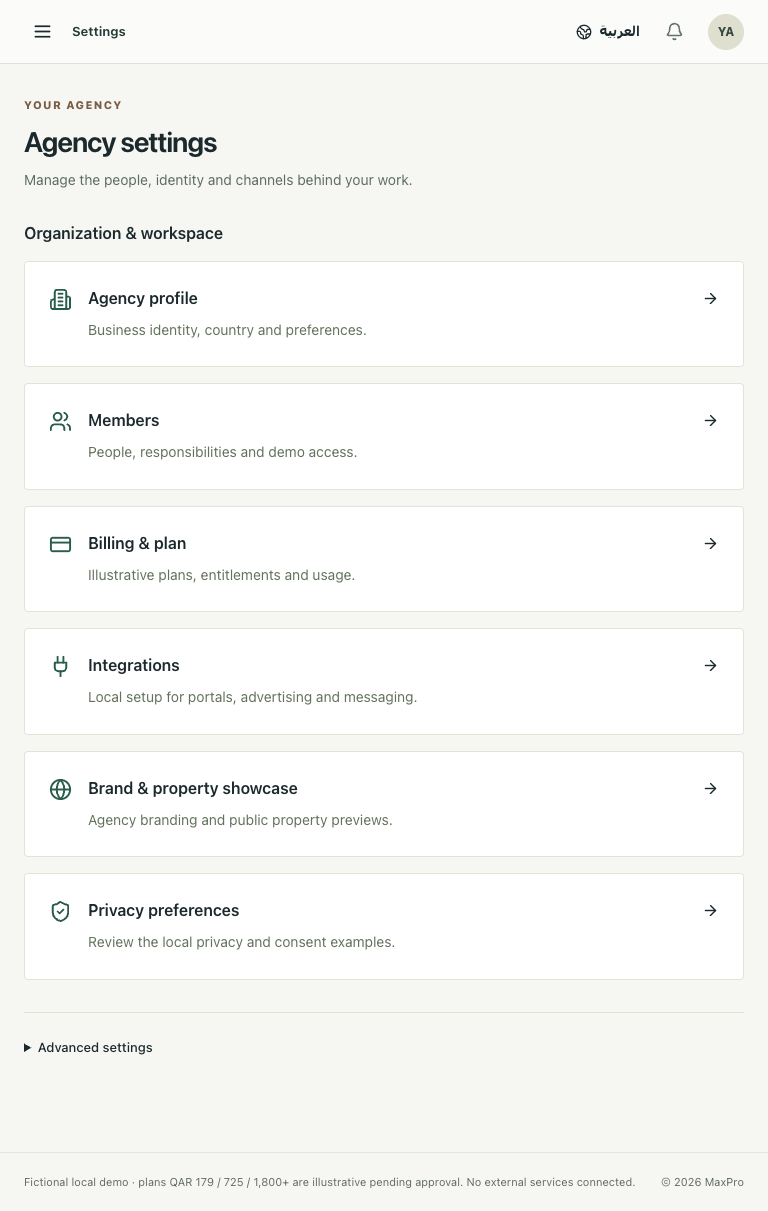 Settings
العربية
YA
YOUR AGENCY
Agency settings
Manage the people, identity and channels behind your work.
Organization & workspace
Agency profile
Business identity, country and preferences.
Members
People, responsibilities and demo access.
Billing & plan
Illustrative plans, entitlements and usage.
Integrations
Local setup for portals, advertising and messaging.
Brand & property showcase
Agency branding and public property previews.
Privacy preferences
Review the local privacy and consent examples.
Advanced settings
Fictional local demo · plans QAR 179 / 725 / 1,800+ are illustrative pending approval. No external services connected.
© 2026 MaxPro